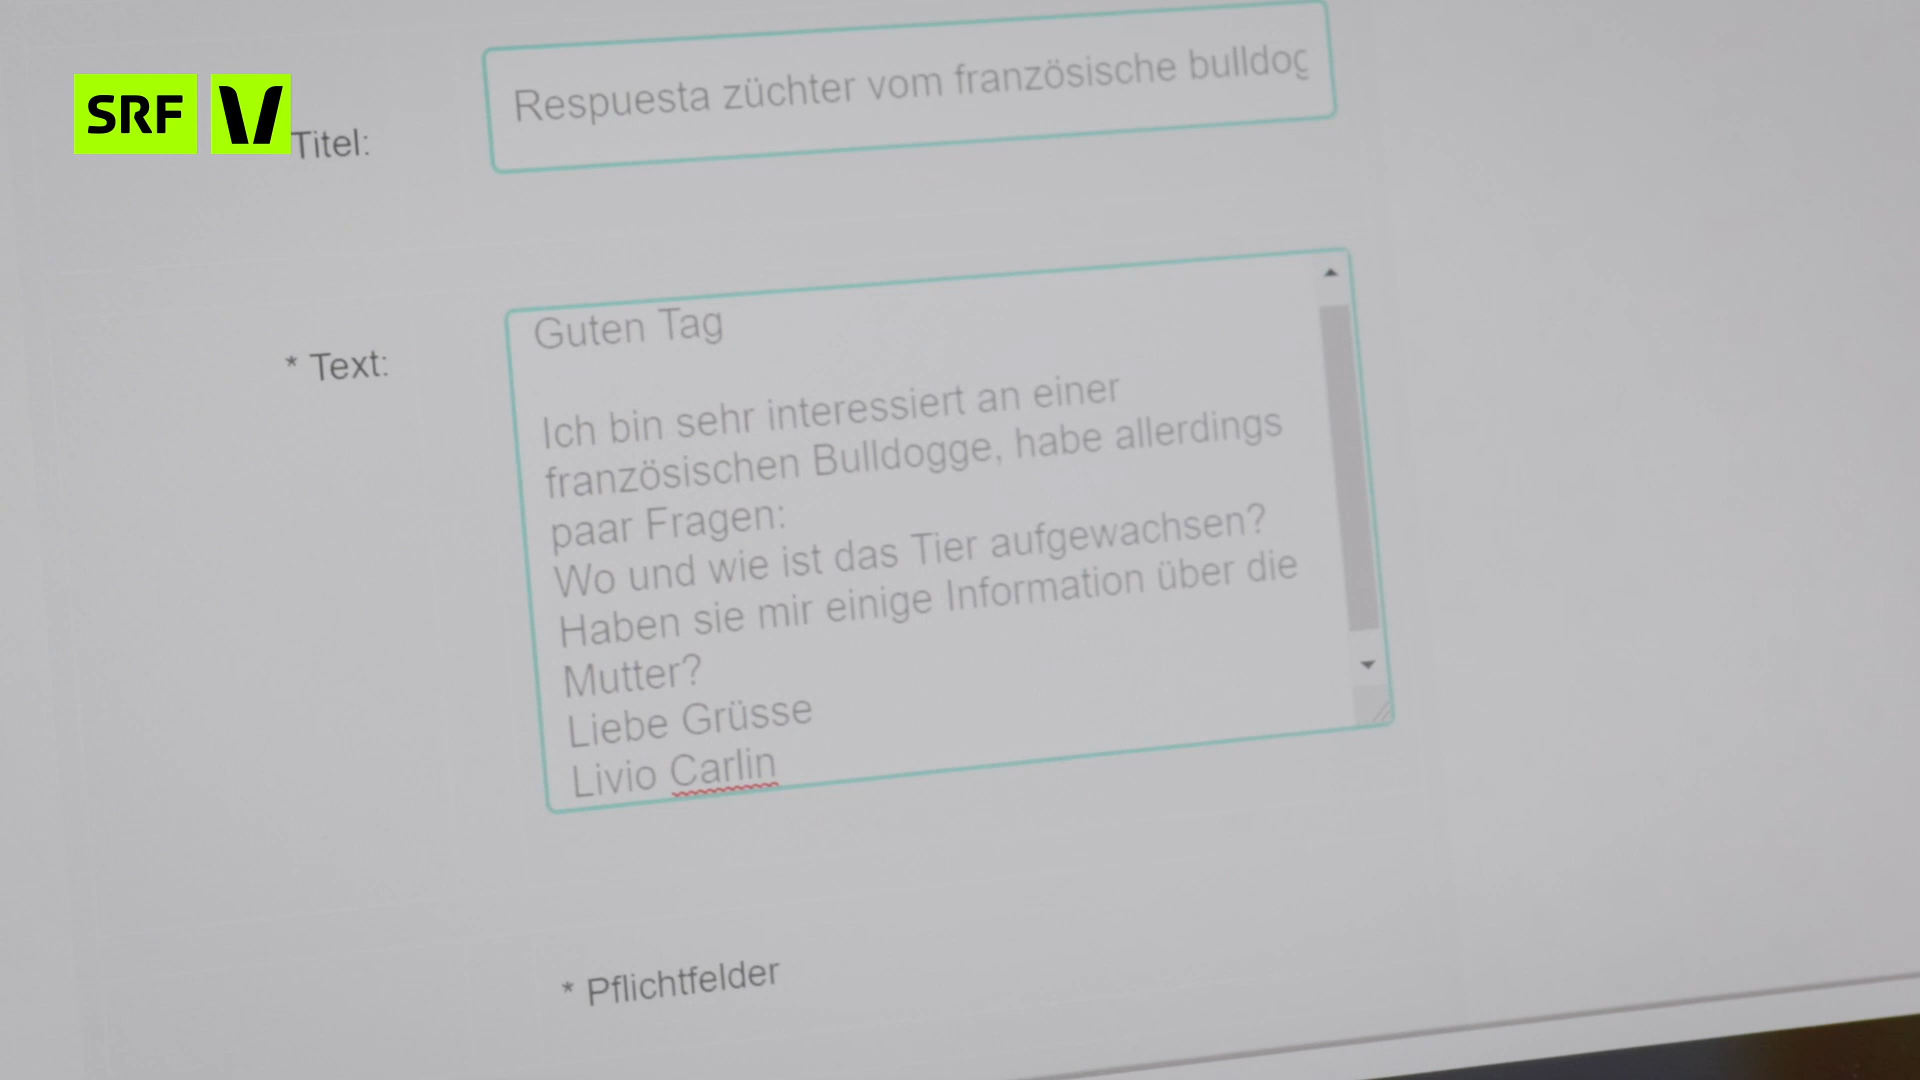 SRF
Titel:
Respuesta züchter vom französische bulldog
* Text:
Guten Tag
Ich bin sehr interessiert an einer
französischen Bulldogge, habe allerdings
paar Fragen:
Wo und wie ist das Tier aufgewachsen?
Haben sie mir einige Information über die
Mutter?
Liebe Grüsse
Livio Carlin
* Pflichtfelder